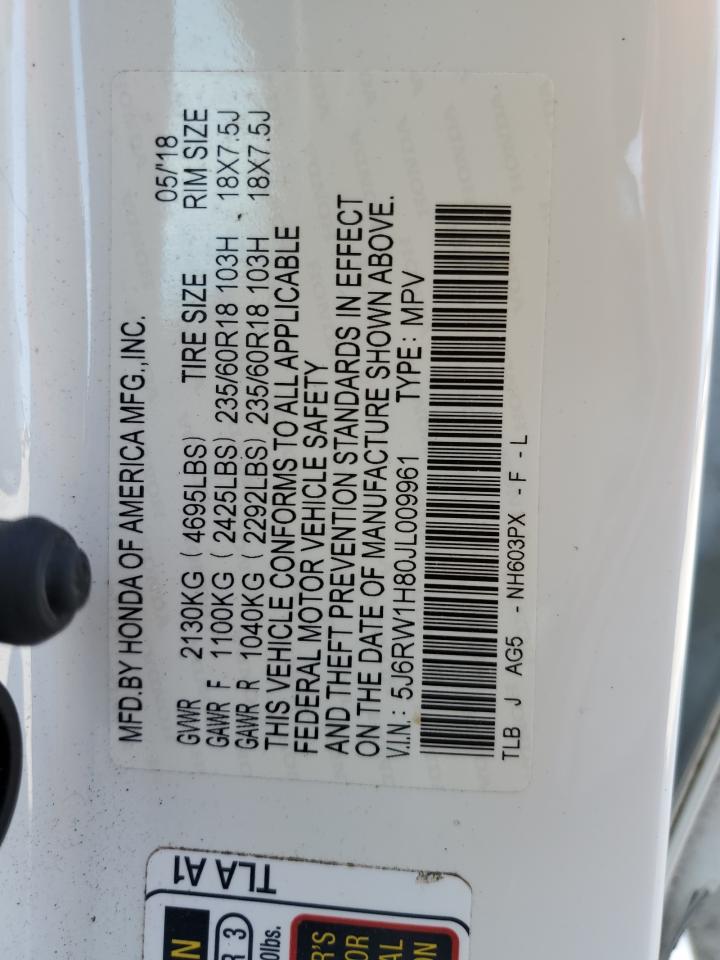 MFD.BY HONDA OF AMERICA MFG.,INC. 05/'18
GVWR 2130KG ( 4695LBS) TIRE SIZE RIM SIZE
GAWR F 1100KG ( 2425LBS) 235/60R18 103H 18X7.5J
GAWR R 1040KG ( 2292LBS) 235/60R18 103H 18X7.5J
THIS VEHICLE CONFORMS TO ALL APPLICABLE
FEDERAL MOTOR VEHICLE SAFETY
AND THEFT PREVENTION STANDARDS IN EFFECT
ON THE DATE OF MANUFACTURE SHOWN ABOVE.
V.I.N.: 5J6RW1H80JL009961 TYPE: MPV
TLB J AG5 - NH603PX - F - L
TLA A1